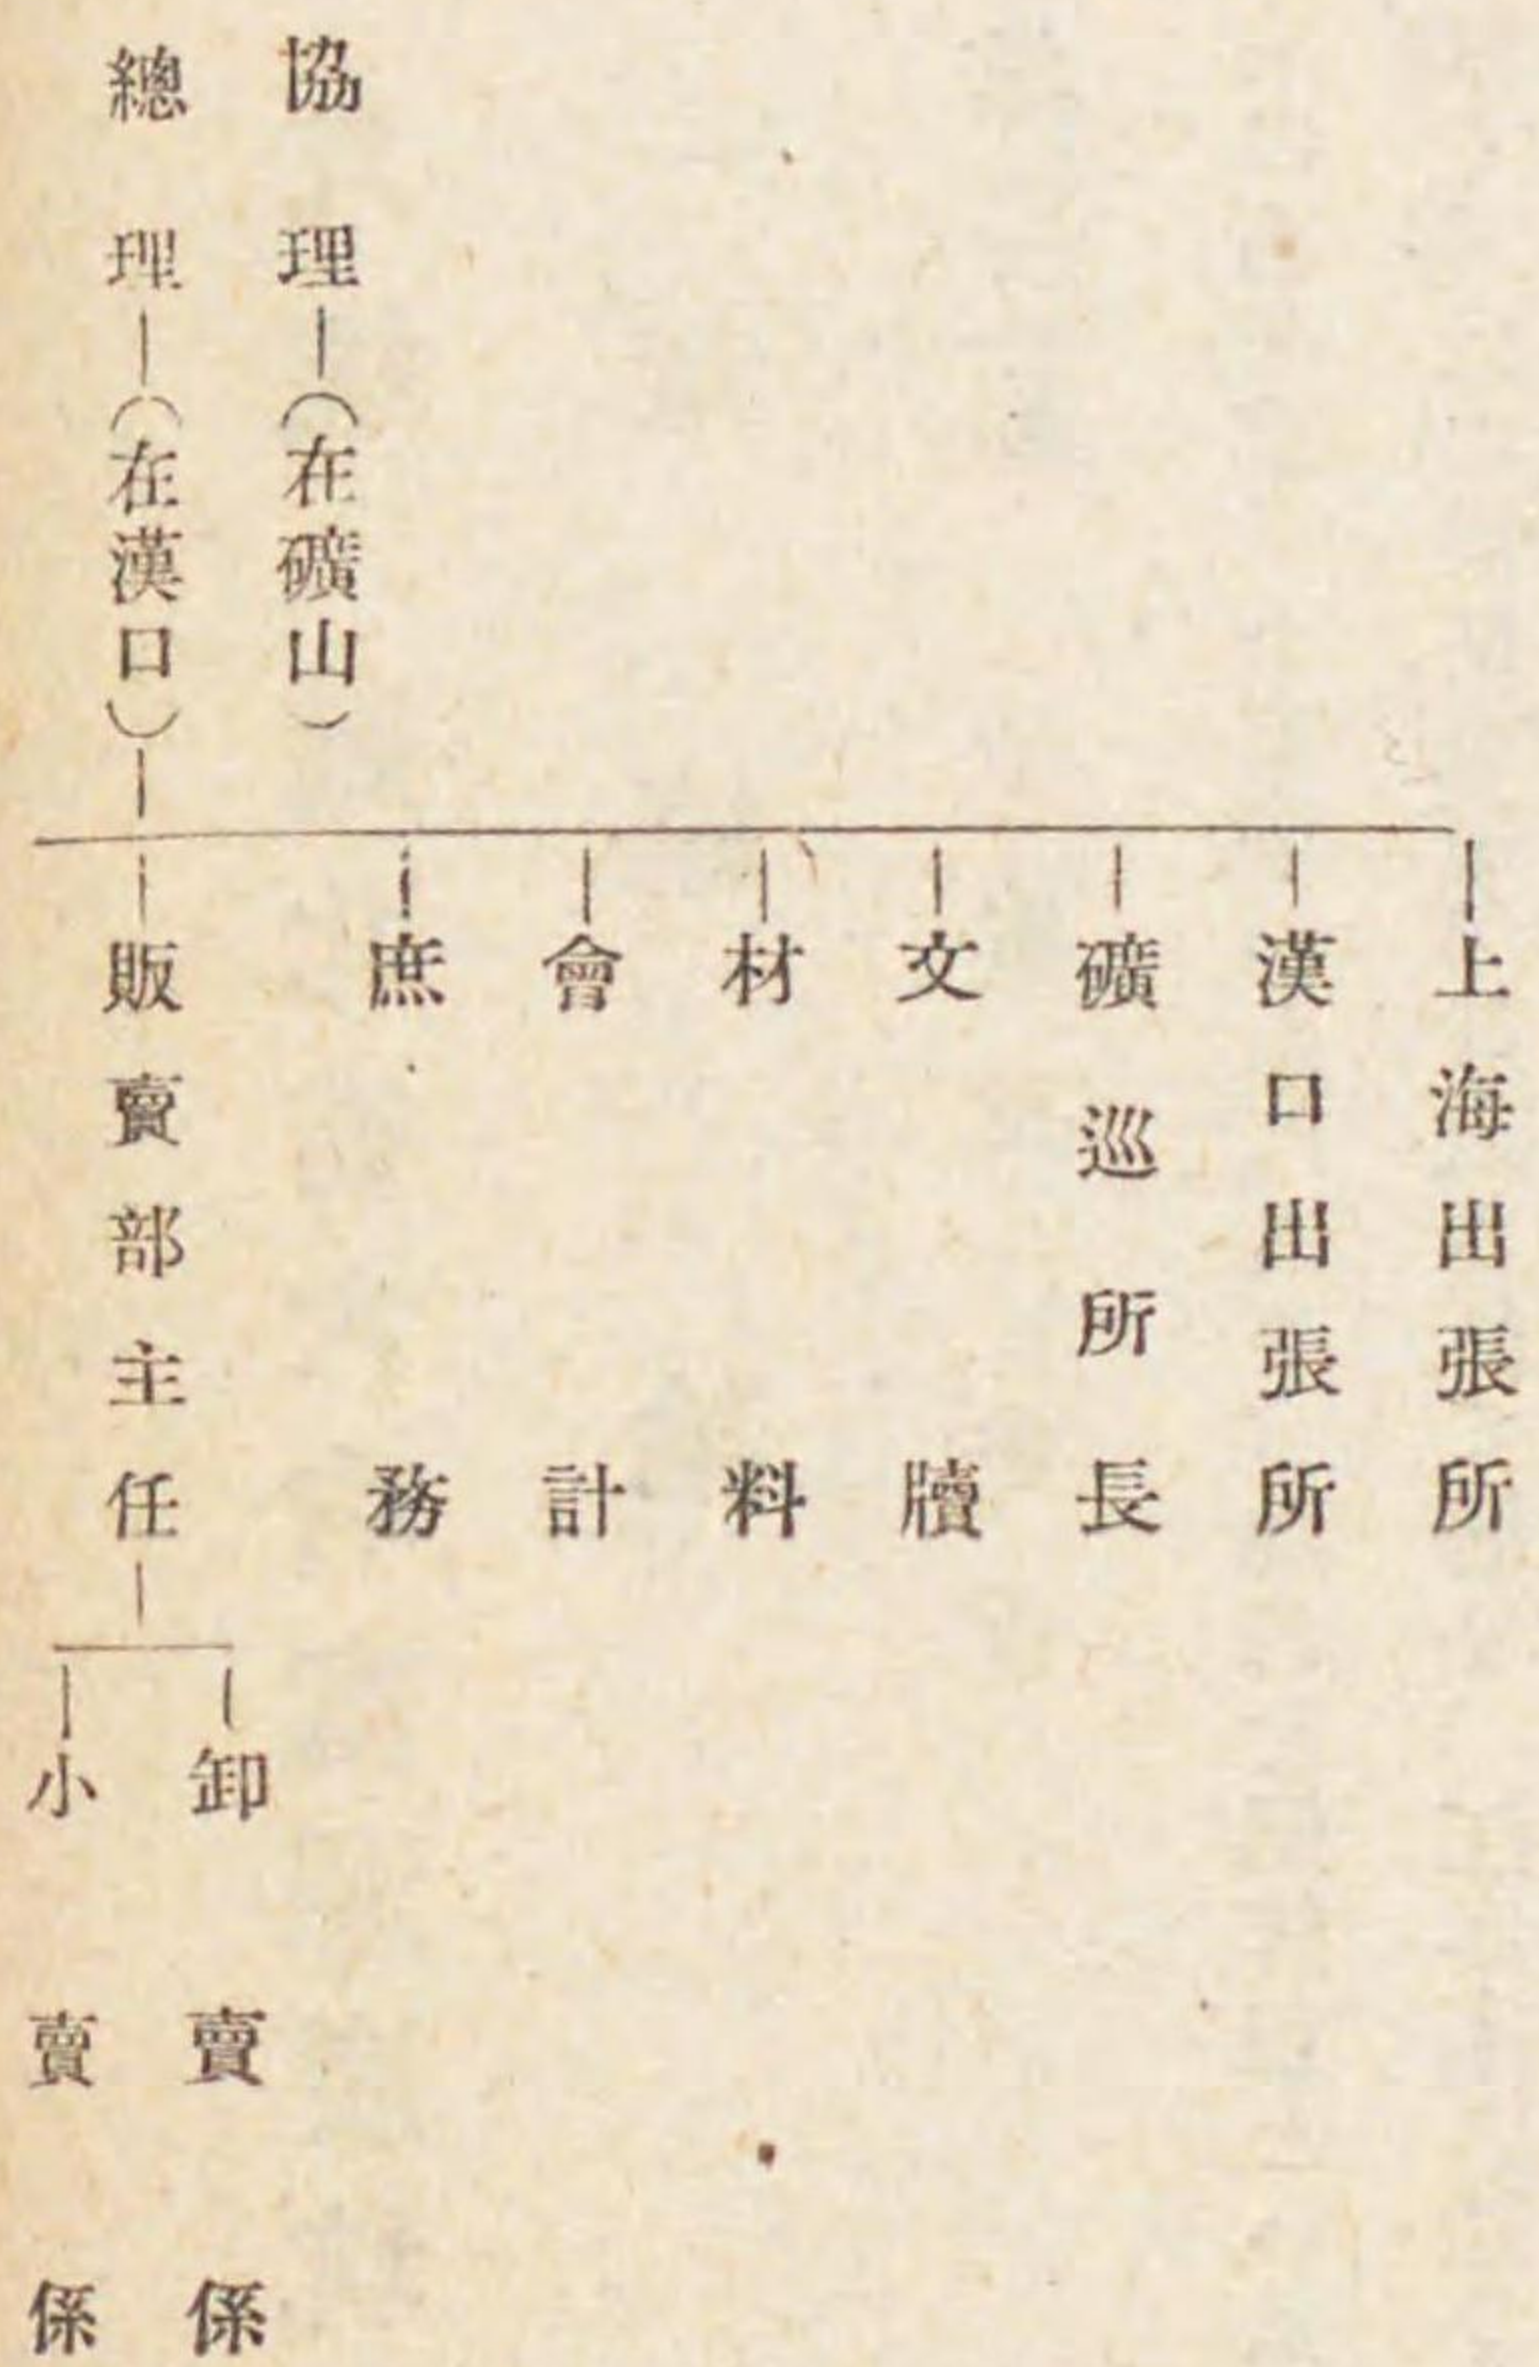 上海出張所
漢口出張所
礦巡所長
文牘
材料
會計
庶務
協理(在礦山)
總理(在漢口)
販賣部主任
卸賣係
小賣係